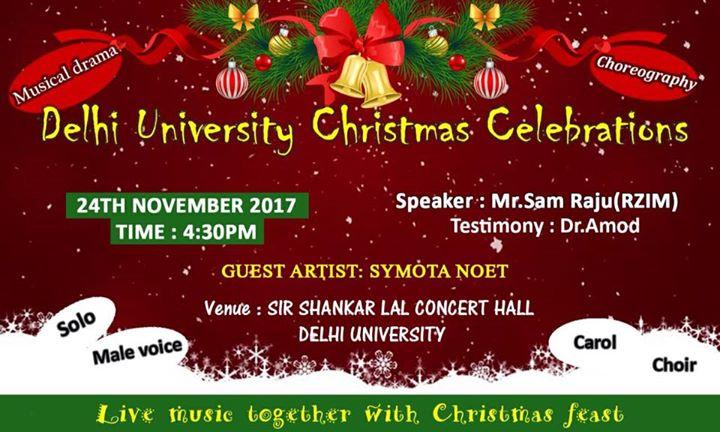 Musical drama
Choreography
Delhi University Christmas Celebrations
24TH NOVEMBER 2017
TIME : 4:30PM
Speaker : Mr.Sam Raju(RZIM)
Testimony : Dr.Amod
GUEST ARTIST: SYMOTA NOET
Venue : SIR SHANKAR LAL CONCERT HALL
DELHI UNIVERSITY
Solo
Male voice
Carol
Choir
Live music together with Christmas feast